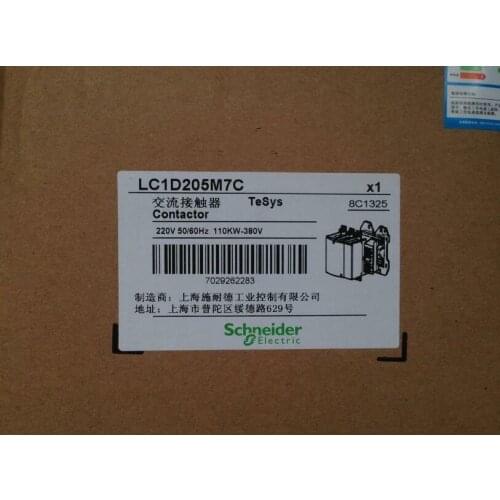 LC1D205M7C x1
交流接触器 TeSys 8C1325
Contactor
220V 50/60Hz 110KW-380V
7029262283
制造商：上海施耐德工业控制有限公司
地址：上海市普陀区绥德路629号
Schneider
Electric